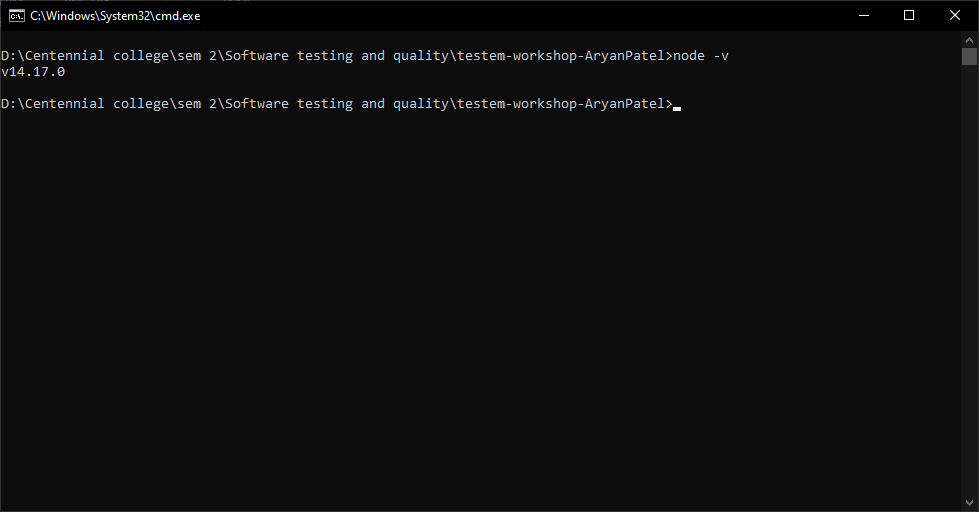 C:\Windows\System32\cmd.exe
D:\Centennial college\sem 2\Software testing and quality\testem-workshop-AryanPatel>node -v
v14.17.0
D:\Centennial college\sem 2\Software testing and quality\testem-workshop-AryanPatel>